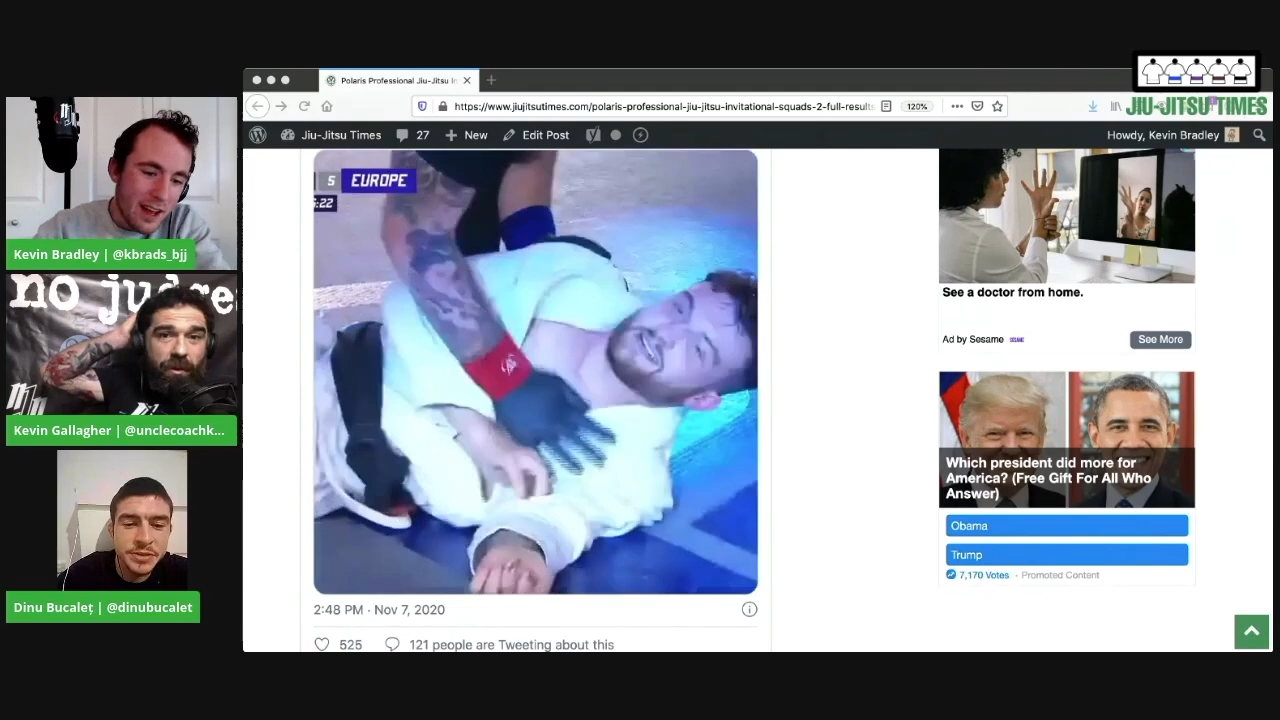 Polaris Professional Jiu-Jitsu In
https://www.jiujitsutimes.com/polaris-professional-jiu-jitsu-invitational-squads-2-full-results
120%
JIU-JITSU TIMES
Jiu-Jitsu Times
27
New
Edit Post
Howdy, Kevin Bradley
5 EUROPE
:22
Kevin Bradley | @kbrads_bjj
no judge
Kevin Gallagher | @unclecoachk...
Dinu Bucaleț | @dinubucalet
See a doctor from home.
Ad by Sesame
SESAME
See More
Which president did more for
America? (Free Gift For All Who
Answer)
Obama
Trump
7,170 Votes · Promoted Content
2:48 PM · Nov 7, 2020
525
121 people are Tweeting about this